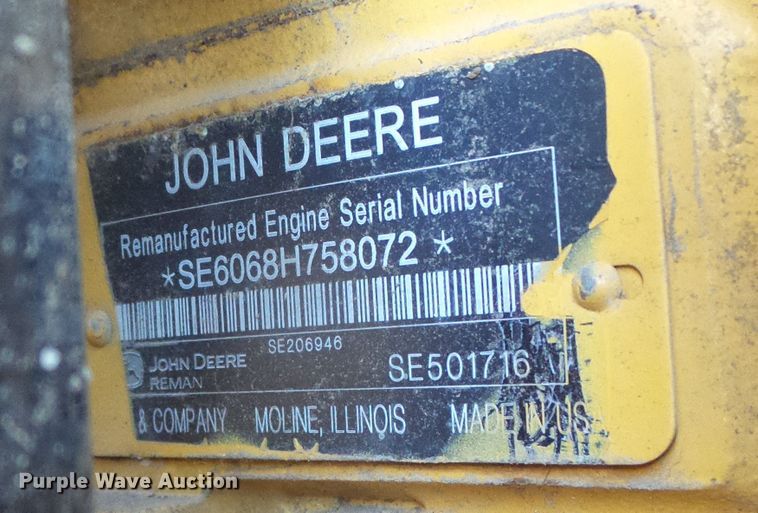 JOHN DEERE
Remanufactured Engine Serial Number
*SE6068H758072*
SE206946
JOHN DEERE
REMAN
SE501716
& COMPANY MOLINE, ILLINOIS MADE IN US
Purple Wave Auction